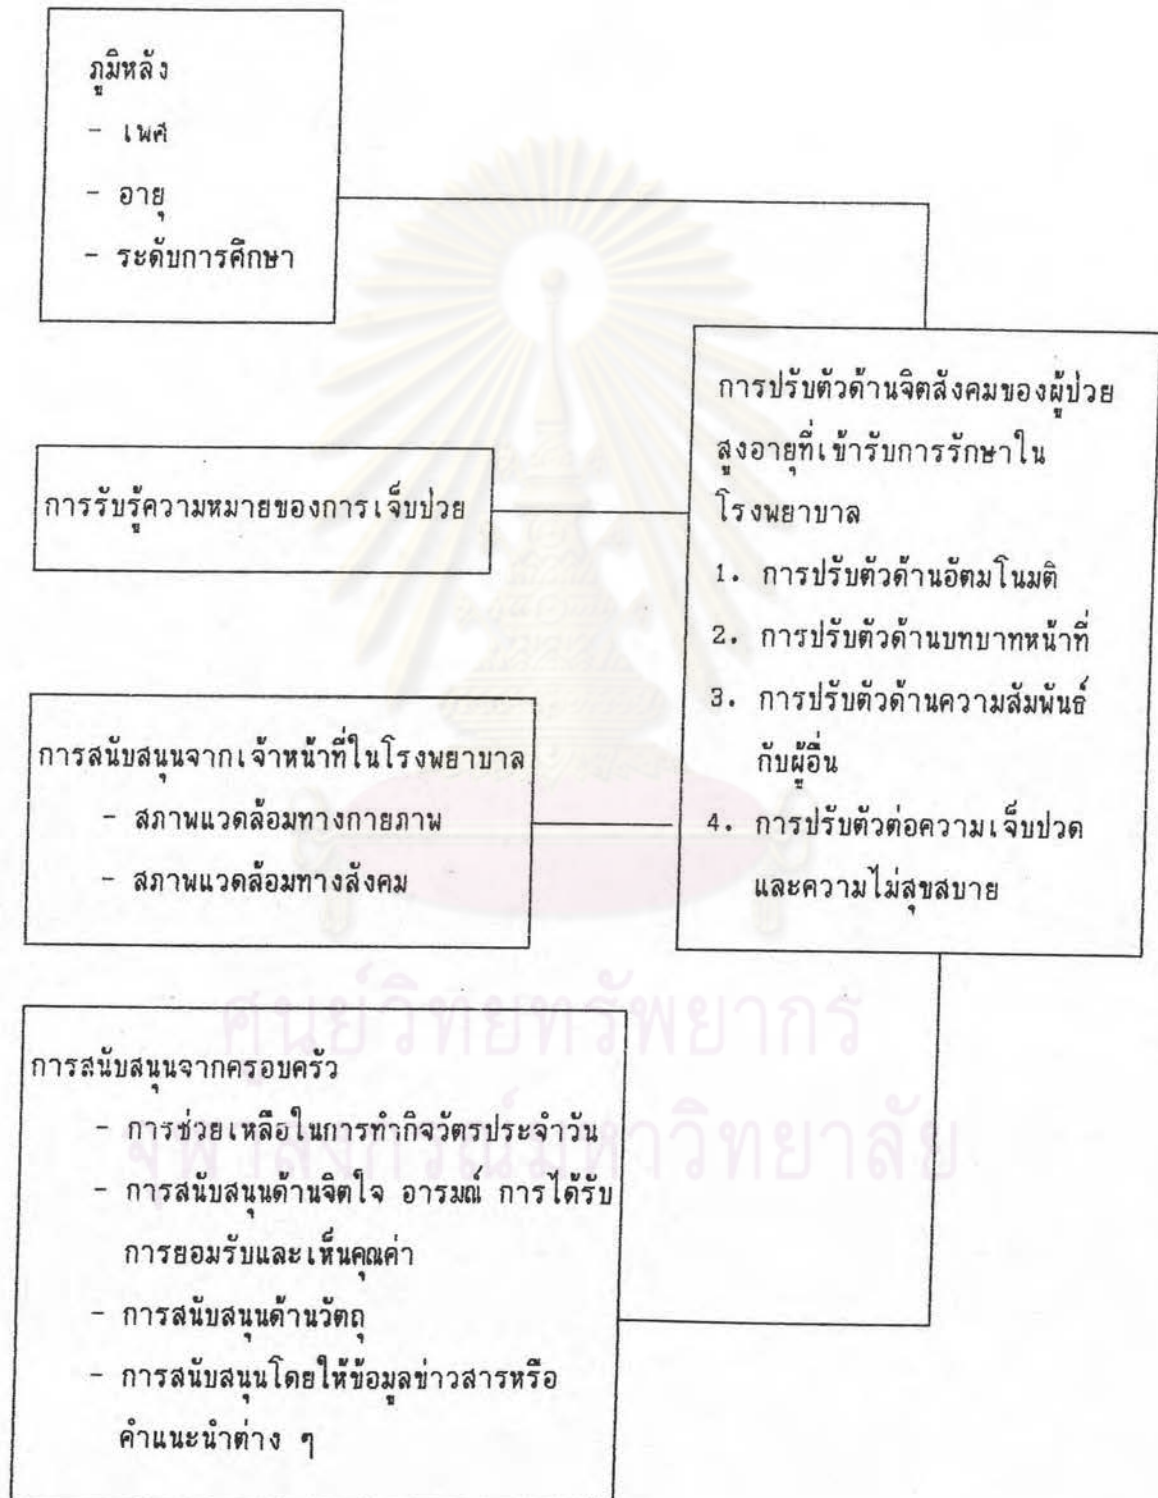 ภูมิหลัง
- เพศ
- อายุ
- ระดับการศึกษา
การรับรู้ความหมายของการเจ็บป่วย
การสนับสนุนจากเจ้าหน้าที่ในโรงพยาบาล
- สภาพแวดล้อมทางกายภาพ
- สภาพแวดล้อมทางสังคม
การสนับสนุนจากครอบครัว
- การช่วยเหลือในการทำกิจวัตรประจำวัน
- การสนับสนุนด้านจิตใจ อารมณ์ การได้รับ
การยอมรับและเห็นคุณค่า
- การสนับสนุนด้านวัตถุ
- การสนับสนุนโดยให้ข้อมูลข่าวสารหรือ
คำแนะนำต่าง ๆ
การปรับตัวด้านจิตสังคมของผู้ป่วย
สูงอายุที่เข้ารับการรักษาใน
โรงพยาบาล
1. การปรับตัวด้านอัตมโนมติ
2. การปรับตัวด้านบทบาทหน้าที่
3. การปรับตัวด้านความสัมพันธ์
กับผู้อื่น
4. การปรับตัวต่อความเจ็บปวด
และความไม่สุขสบาย
ศูนย์วิทยทรัพยากร
จุฬาลงกรณ์มหาวิทยาลัย